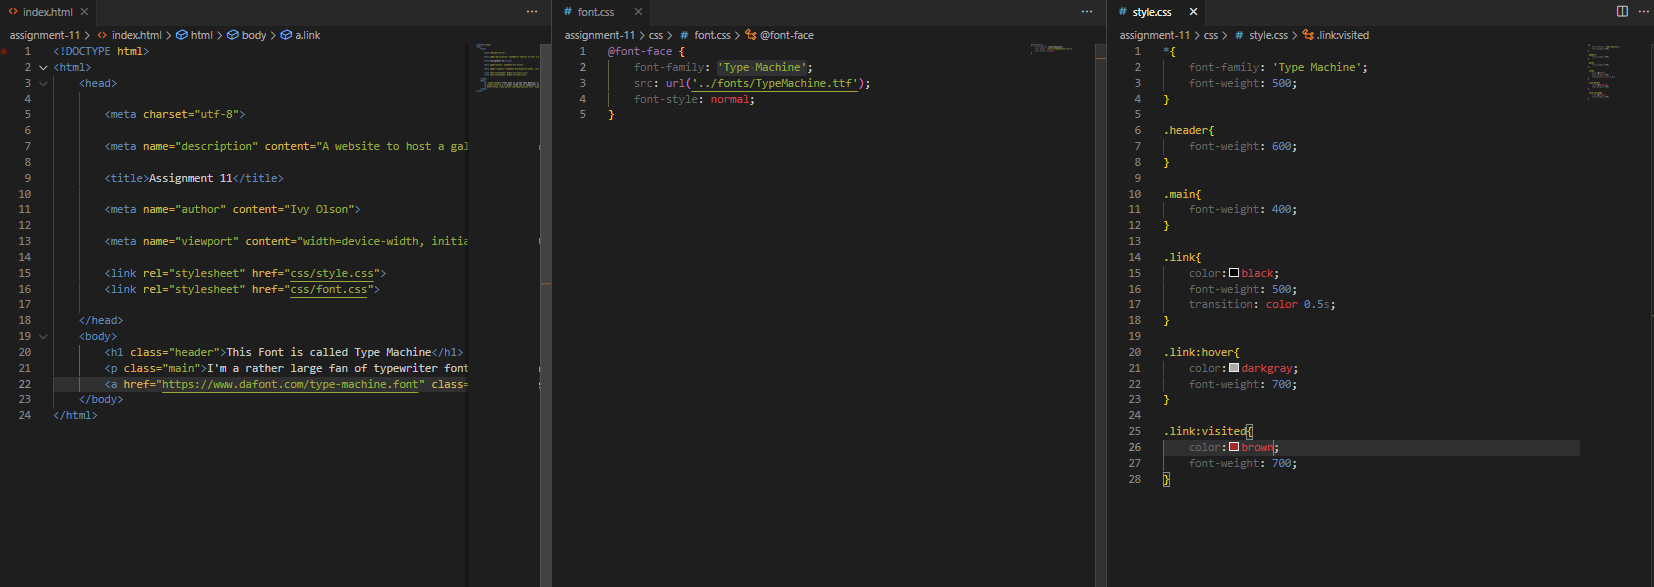 index.html
assignment-11 > index.html > html > body > a.link
1 <!DOCTYPE html>
2 <html>
3 <head>
4
5 <meta charset="utf-8">
6
7 <meta name="description" content="A website to host a gal
8
9 <title>Assignment 11</title>
10
11 <meta name="author" content="Ivy Olson">
12
13 <meta name="viewport" content="width=device-width, initia
14
15 <link rel="stylesheet" href="css/style.css">
16 <link rel="stylesheet" href="css/font.css">
17
18 </head>
19 <body>
20 <h1 class="header">This Font is called Type Machine</h1>
21 <p class="main">I'm a rather large fan of typewriter font
22 <a href="https://www.dafont.com/type-machine.font" class=
23 </body>
24 </html>
# font.css
assignment-11 > css > # font.css > @font-face
1 @font-face {
2 font-family: 'Type Machine';
3 src: url('../fonts/TypeMachine.ttf');
4 font-style: normal;
5 }
# style.css
assignment-11 > css > # style.css > .link:visited
1 *{
2 font-family: 'Type Machine';
3 font-weight: 500;
4 }
5
6 .header{
7 font-weight: 600;
8 }
9
10 .main{
11 font-weight: 400;
12 }
13
14 .link{
15 color: black;
16 font-weight: 500;
17 transition: color 0.5s;
18 }
19
20 .link:hover{
21 color: darkgray;
22 font-weight: 700;
23 }
24
25 .link:visited{
26 color: brown;
27 font-weight: 700;
28 }